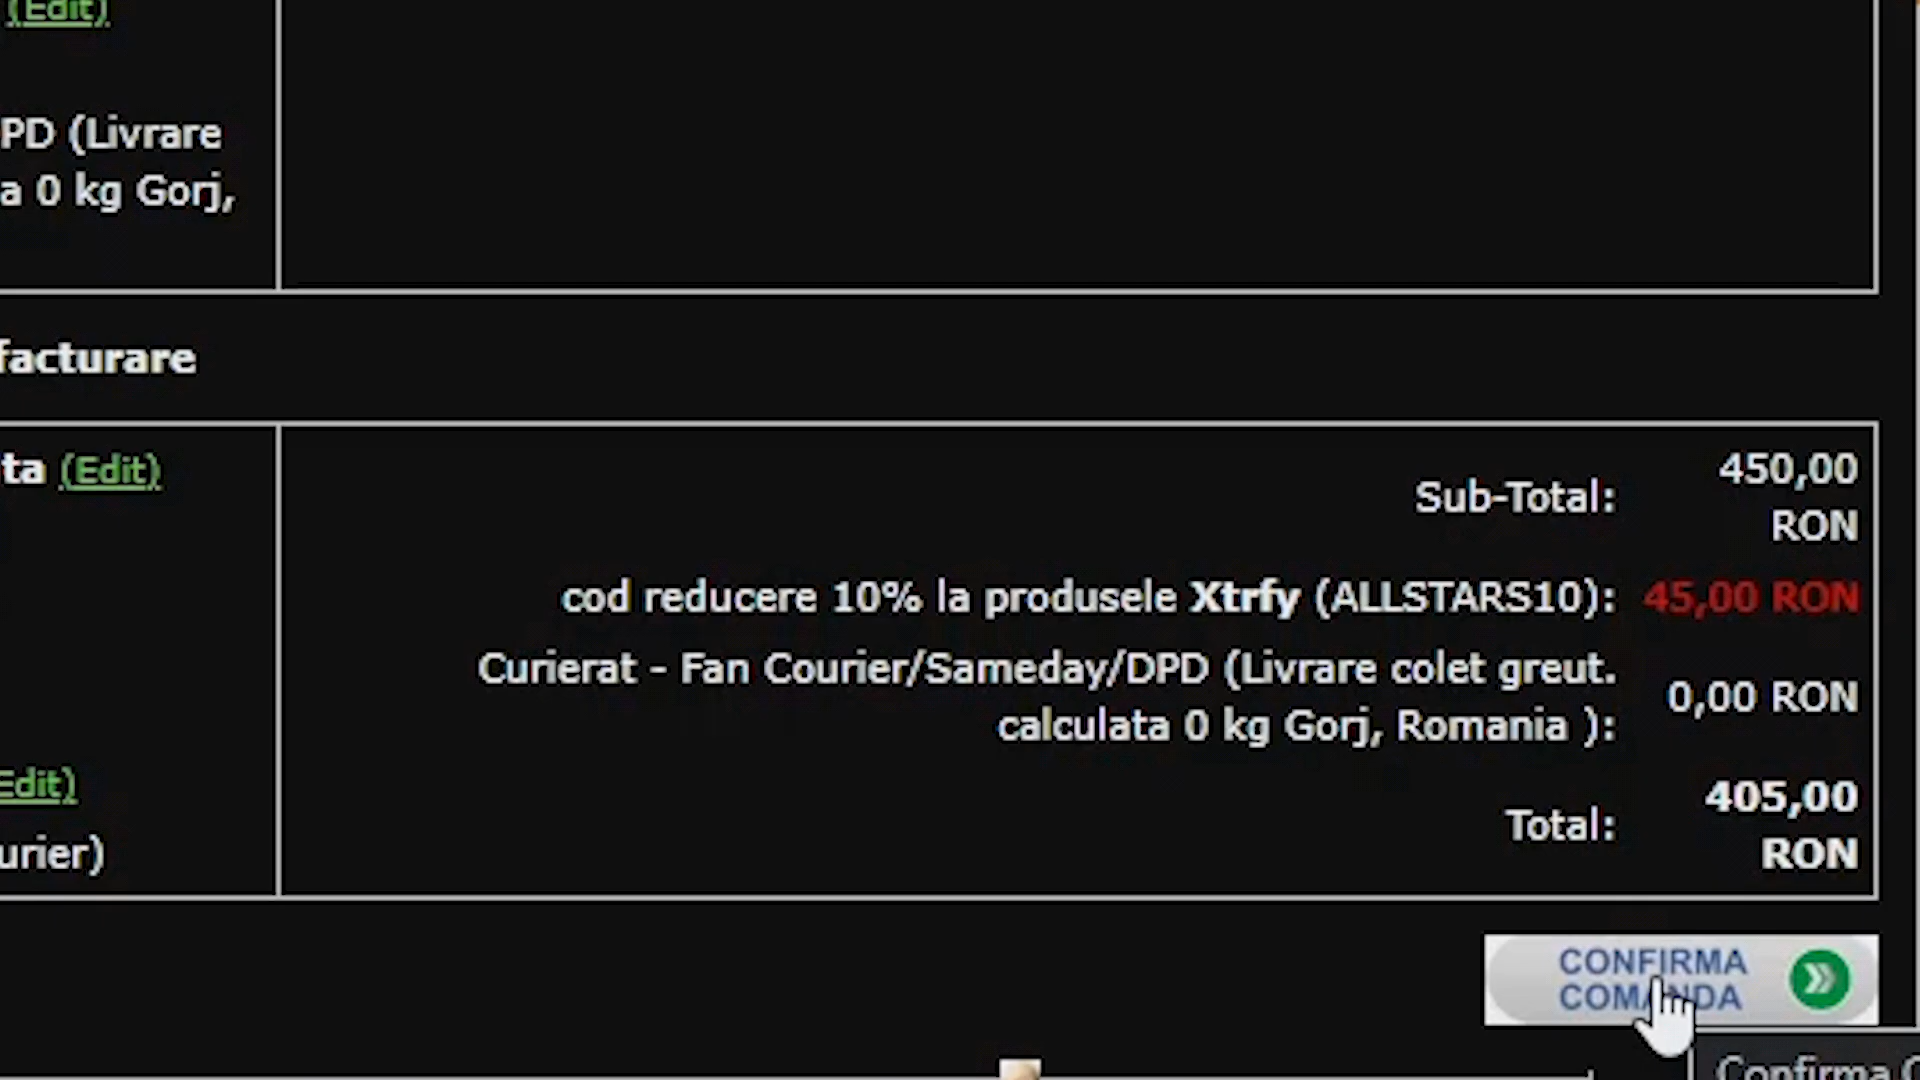 (Edit)
PD (Livrare
a 0 kg Gorj,
facturare
ta (Edit)
Sub-Total:
450,00
RON
cod reducere 10% la produsele Xtrfy (ALLSTARS10): 45,00 RON
Curierat - Fan Courier/Sameday/DPD (Livrare colet greut.
calculata 0 kg Gorj, Romania ):
0,00 RON
Edit)
urier)
Total:
405,00
RON
CONFIRMA
COMANDA
Confirma C